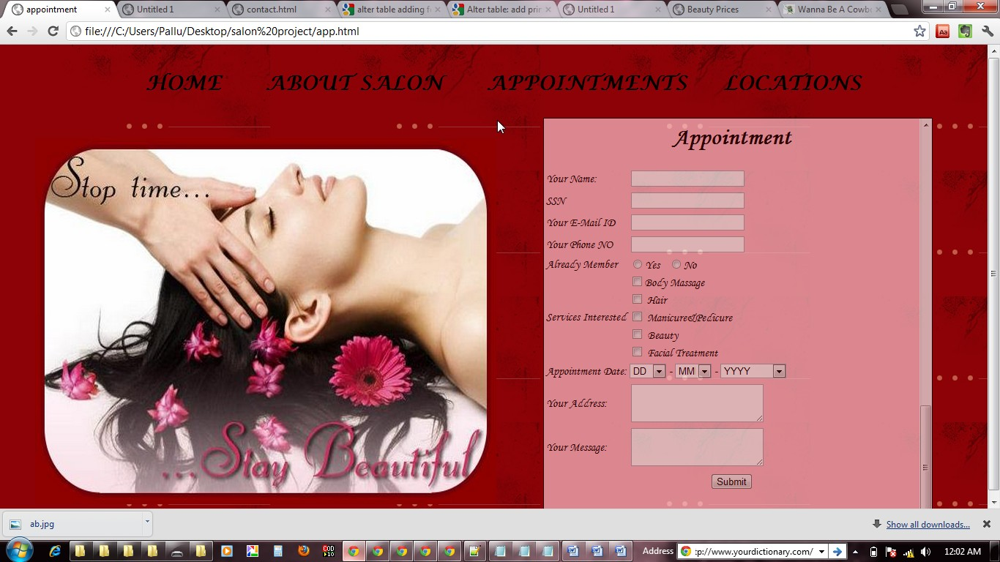 appointment
Untitled 1
contact.html
alter table adding f
Alter table: add prin
Untitled 1
Beauty Prices
Wanna Be A Cowb
file:///C:/Users/Pallu/Desktop/salon%20project/app.html
HOME ABOUT SALON APPOINTMENTS LOCATIONS
Stop time...
...Stay Beautiful
Appointment
Your Name:
SSN
Your E-Mail ID
Your Phone NO
Already Member Yes No
Body Massage
Hair
Services Interested Manicure&Pedicure
Beauty
Facial Treatment
Appointment Date: DD - MM - YYYY
Your Address:
Your Message:
Submit
ab.jpg
Show all downloads...
COD
Address
:p://www.yourdictionary.com/
12:02 AM